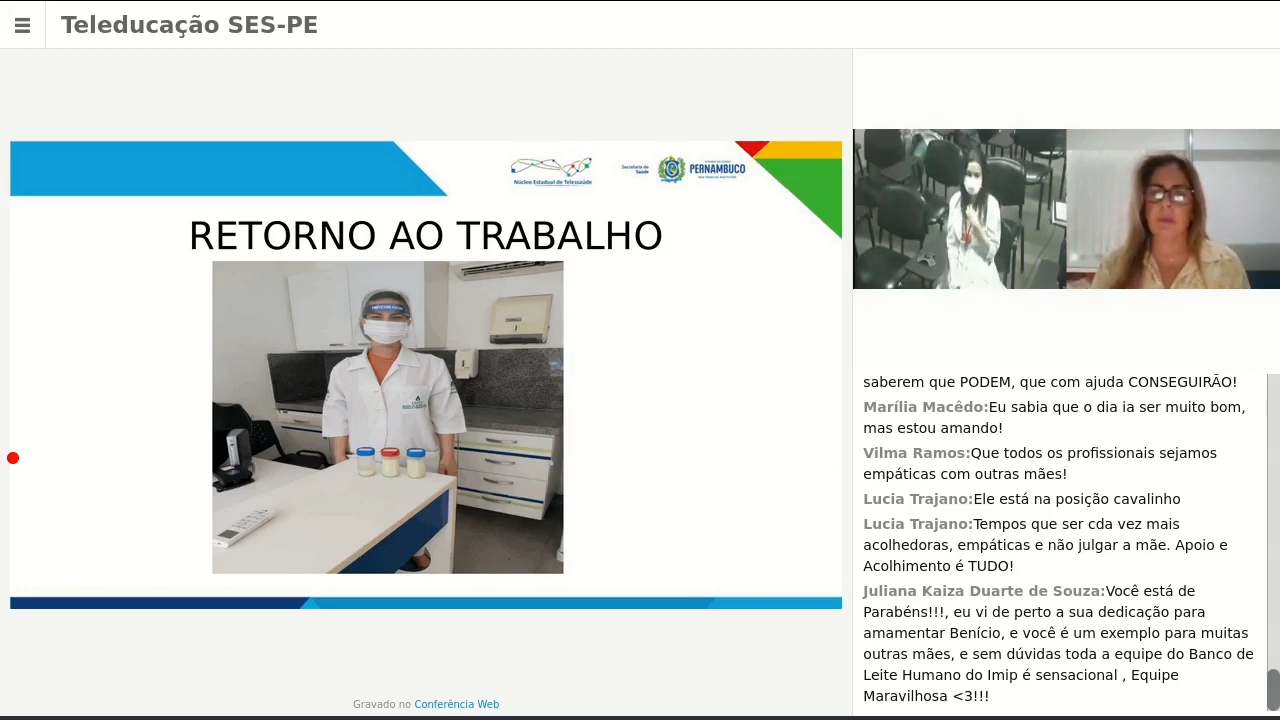 Teleducação SES-PE
Núcleo Estadual de Telessaúde
Secretaria de
Saúde
PERNAMBUCO
RETORNO AO TRABALHO
saberem que PODEM, que com ajuda CONSEGUIRÃO!
Marília Macêdo:Eu sabia que o dia ia ser muito bom,
mas estou amando!
Vilma Ramos:Que todos os profissionais sejamos
empáticas com outras mães!
Lucia Trajano:Ele está na posição cavalinho
Lucia Trajano:Tempos que ser cda vez mais
acolhedoras, empáticas e não julgar a mãe. Apoio e
Acolhimento é TUDO!
Juliana Kaiza Duarte de Souza:Você está de
Parabéns!!!, eu vi de perto a sua dedicação para
amamentar Benício, e você é um exemplo para muitas
outras mães, e sem dúvidas toda a equipe do Banco de
Leite Humano do Imip é sensacional , Equipe
Maravilhosa <3!!!
Gravado no Conferência Web